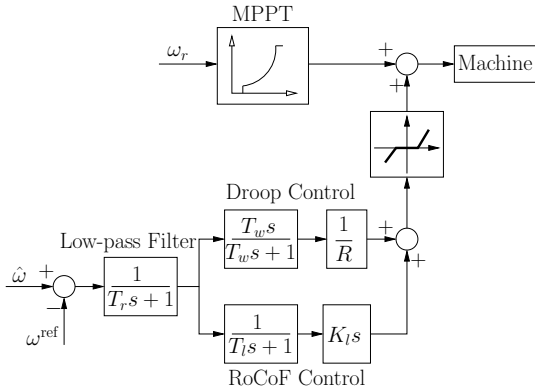 MPPT
ω_r
+
+
Machine
Droop Control
T_w s / (T_w s + 1)
1 / R
+
+
Low-pass Filter
ω̂
+
−
1 / (T_r s + 1)
ω^ref
1 / (T_l s + 1)
K_l s
RoCoF Control